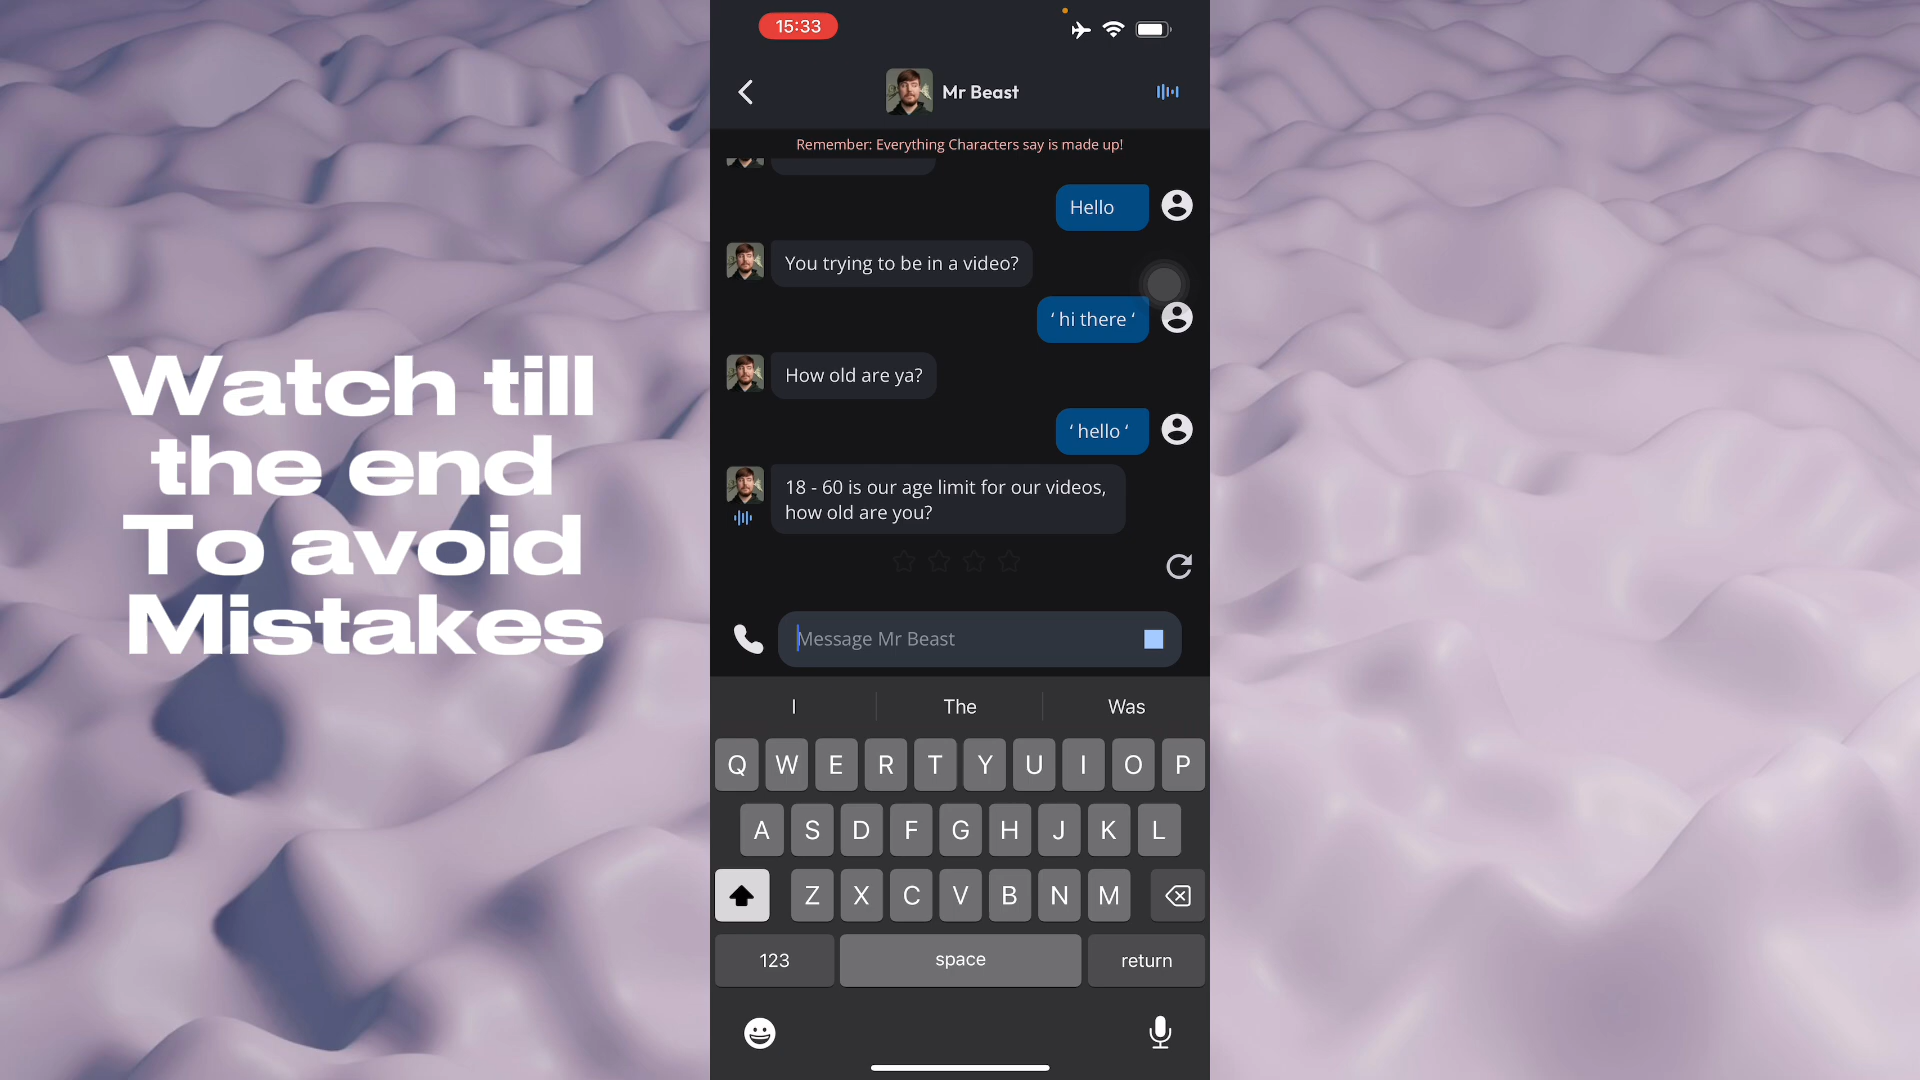 Watch till
the end
To avoid
Mistakes
15:33
Mr Beast
Remember: Everything Characters say is made up!
Hello
You trying to be in a video?
‘ hi there ‘
How old are ya?
‘ hello ‘
18 - 60 is our age limit for our videos,
how old are you?
Message Mr Beast
I The Was
Q W E R T Y U I O P
A S D F G H J K L
Z X C V B N M
123 space return